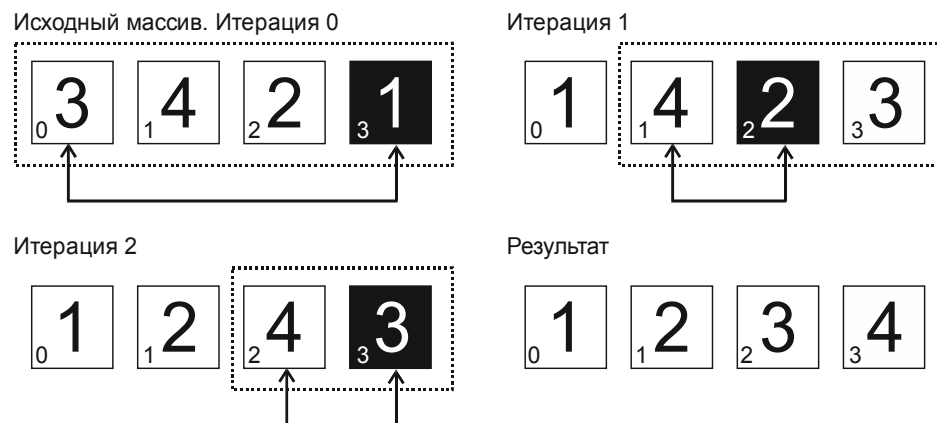 Исходный массив. Итерация 0
3 4 2 1
0 1 2 3
Итерация 1
1 4 2 3
0 1 2 3
Итерация 2
1 2 4 3
0 1 2 3
Результат
1 2 3 4
0 1 2 3